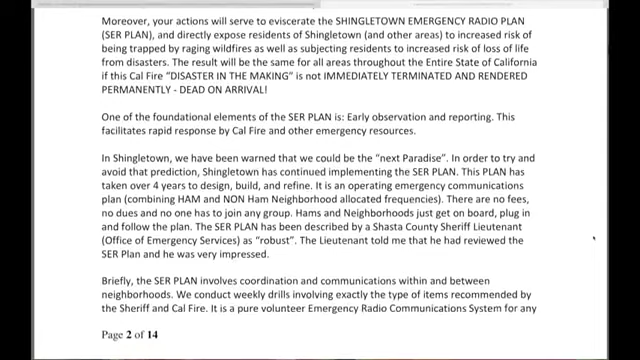 Moreover, your actions will serve to eviscerate the SHINGLETOWN EMERGENCY RADIO PLAN
(SER PLAN), and directly expose residents of Shingletown (and other areas) to increased risk of
being trapped by raging wildfires as well as subjecting residents to increased risk of loss of life
from disasters. The result will be the same for all areas throughout the Entire State of California
if this Cal Fire “DISASTER IN THE MAKING” is not IMMEDIATELY TERMINATED AND RENDERED
PERMANENTLY - DEAD ON ARRIVAL!
One of the foundational elements of the SER PLAN is: Early observation and reporting. This
facilitates rapid response by Cal Fire and other emergency resources.
In Shingletown, we have been warned that we could be the “next Paradise”. In order to try and
avoid that prediction, Shingletown has continued implementing the SER PLAN. This PLAN has
taken over 4 years to design, build, and refine. It is an operating emergency communications
plan (combining HAM and NON Ham Neighborhood allocated frequencies). There are no fees,
no dues and no one has to join any group. Hams and Neighborhoods just get on board, plug in
and follow the plan. The SER PLAN has been described by a Shasta County Sheriff Lieutenant
(Office of Emergency Services) as “robust”. The Lieutenant told me that he had reviewed the
SER Plan and he was very impressed.
Briefly, the SER PLAN involves coordination and communications within and between
neighborhoods. We conduct weekly drills involving exactly the type of items recommended by
the Sheriff and Cal Fire. It is a pure volunteer Emergency Radio Communications System for any
Page 2 of 14